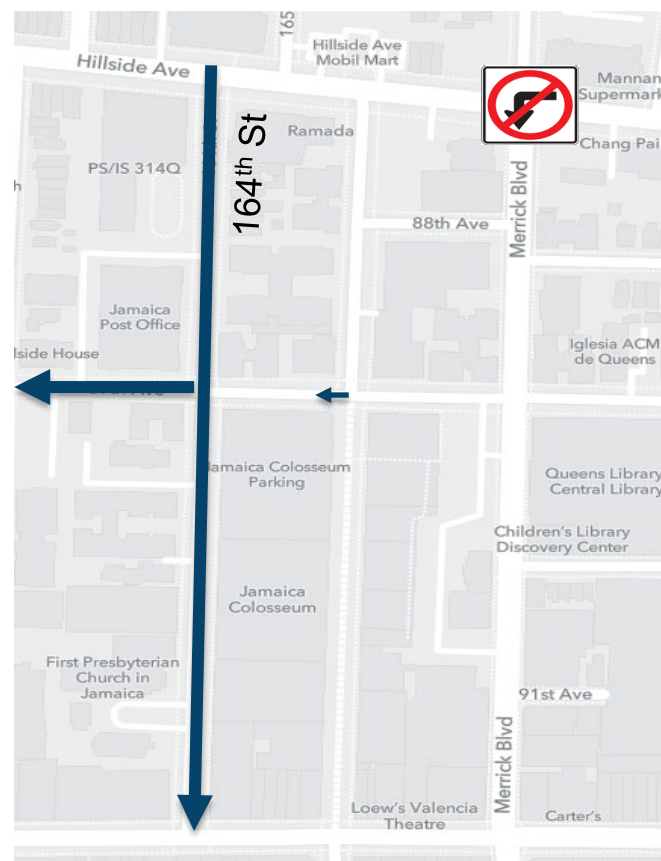 165
Hillside Ave
Mobil Mart
Hillside Ave
Mannan
Supermark
164th St
Ramada
Chang Pai
PS/IS 314Q
h
Merrick Blvd
88th Ave
Jamaica
Post Office
lside House
Iglesia ACM
de Queens
Ave
Jamaica Colosseum
Parking
Queens Library
Central Library
Children's Library
Discovery Center
Jamaica
Colosseum
First Presbyterian
Church in
Jamaica
91st Ave
Merrick Blvd
Loew's Valencia
Theatre
Carter's